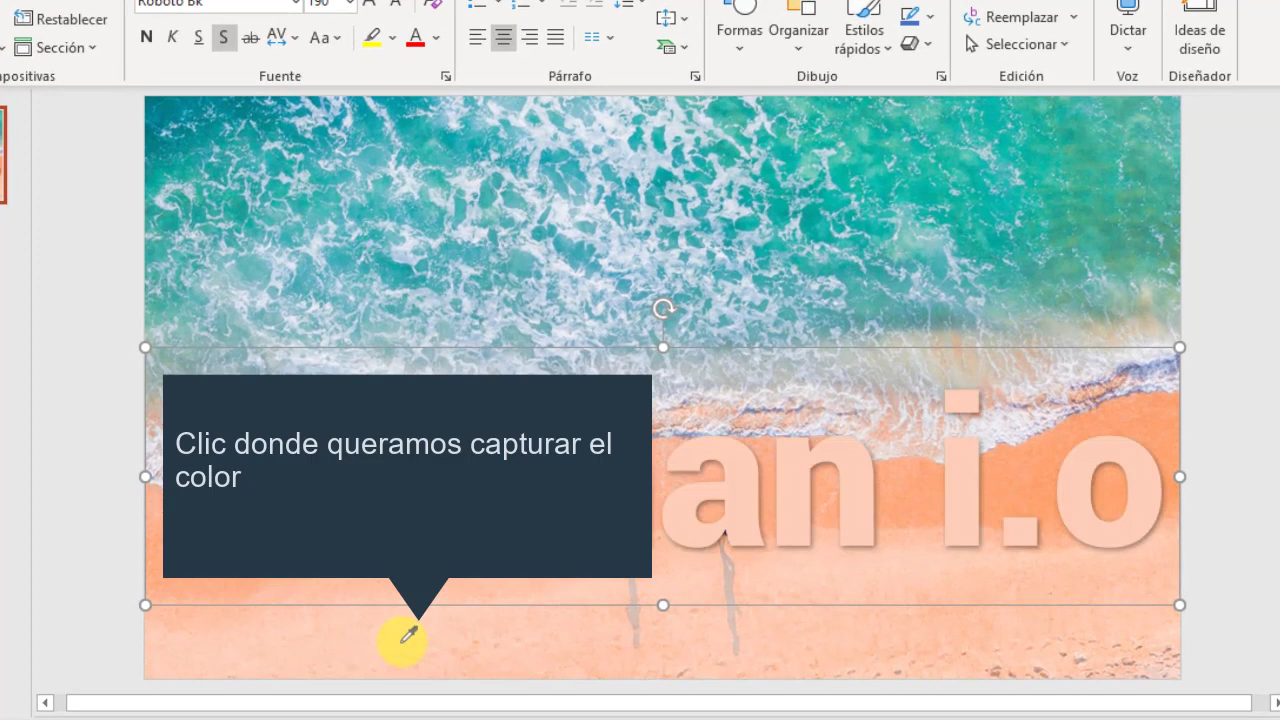 Restablecer
Sección
apositivas
Roboto Bk
190
N K S S ab AV Aa A
Fuente
Párrafo
Formas
Organizar
Estilos
rápidos
Dibujo
Reemplazar
Seleccionar
Edición
Dictar
Voz
Ideas de
diseño
Diseñador
Clic donde queramos capturar el
color
an i.o